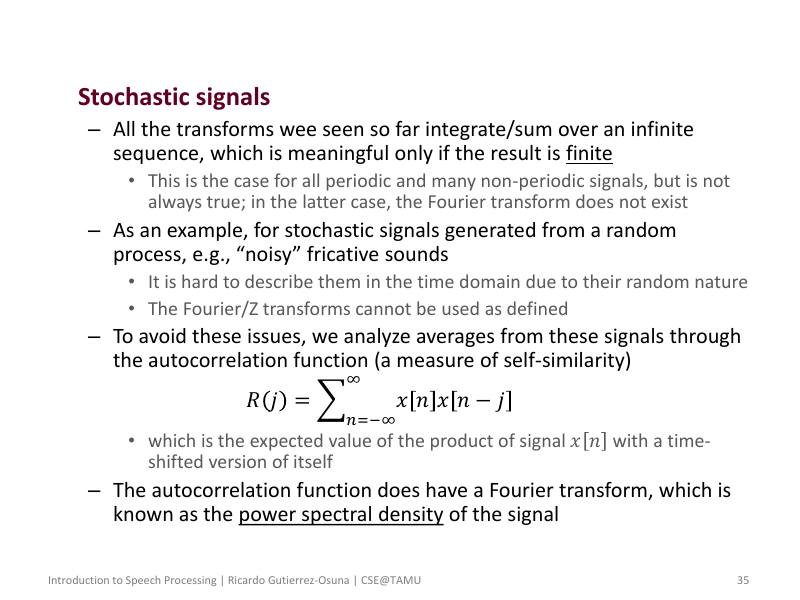 Stochastic signals
– All the transforms wee seen so far integrate/sum over an infinite
sequence, which is meaningful only if the result is finite
• This is the case for all periodic and many non-periodic signals, but is not
always true; in the latter case, the Fourier transform does not exist
– As an example, for stochastic signals generated from a random
process, e.g., “noisy” fricative sounds
• It is hard to describe them in the time domain due to their random nature
• The Fourier/Z transforms cannot be used as defined
– To avoid these issues, we analyze averages from these signals through
the autocorrelation function (a measure of self-similarity)
R(j) = ∑_{n=−∞}^{∞} x[n]x[n − j]
• which is the expected value of the product of signal x[n] with a time-
shifted version of itself
– The autocorrelation function does have a Fourier transform, which is
known as the power spectral density of the signal
Introduction to Speech Processing | Ricardo Gutierrez-Osuna | CSE@TAMU 35